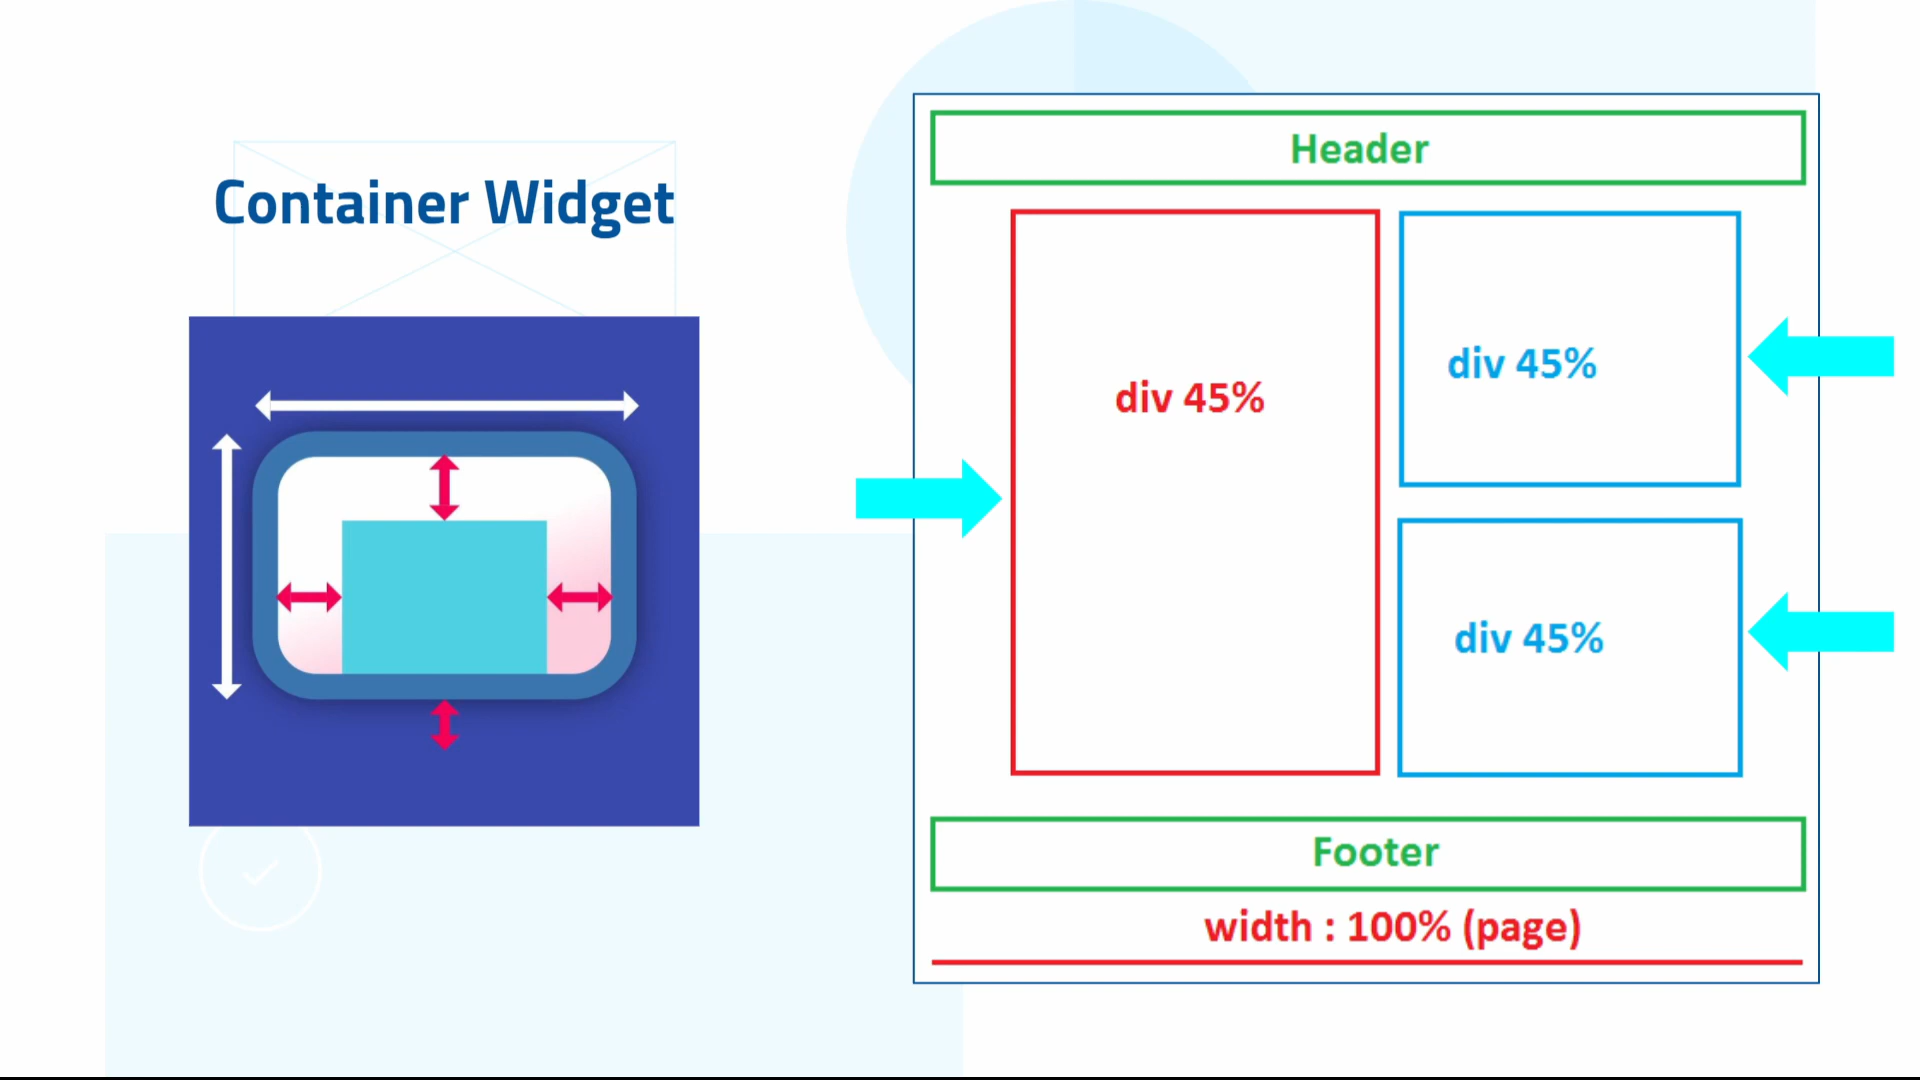 Container Widget
Header
div 45%
div 45%
div 45%
Footer
width : 100% (page)